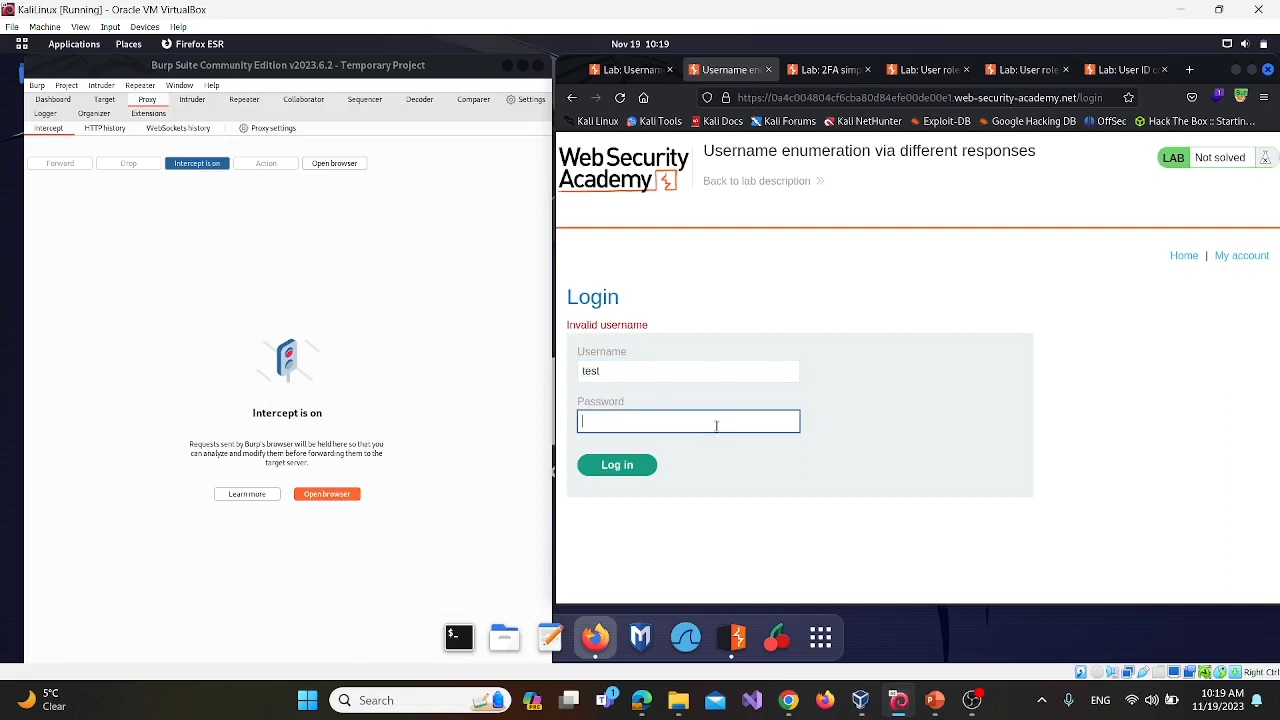 KaliLinux [Running] - Oracle VM VirtualBox
File Machine View Input Devices Help
Applications Places Firefox ESR Nov 19 10:19
Burp Suite Community Edition v2023.6.2 - Temporary Project
Burp Project Intruder Repeater Window Help
Dashboard Target Proxy Intruder Repeater Collaborator Sequencer Decoder Comparer Settings
Logger Organizer Extensions
Intercept HTTP history WebSockets history Proxy settings
Forward Drop Intercept is on Action Open browser
Intercept is on
Requests sent by Burp's browser will be held here so that you
can analyze and modify them before forwarding them to the
target server.
Learn more Open browser
Lab: Usernam Username en Lab: 2FA simp Lab: User role Lab: User role Lab: User ID c
https://0a4c004804cf6cba80d84efe00de00e1.web-security-academy.net/login
Kali Linux Kali Tools Kali Docs Kali Forums Kali NetHunter Exploit-DB Google Hacking DB OffSec Hack The Box :: Startin...
WebSecurity
Academy
Username enumeration via different responses
Back to lab description
LAB Not solved
Home | My account
Login
Invalid username
Username
test
Password
Log in
Right Ctrl
5°C
Clear
Search
ENG
10:19 AM
11/19/2023